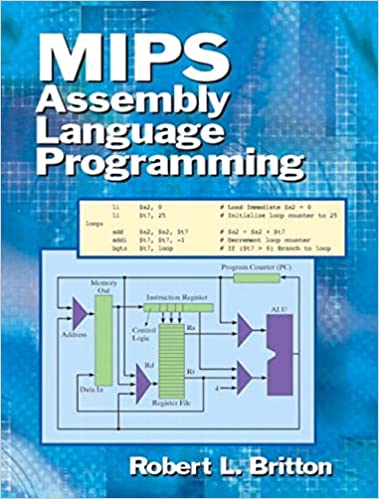 MIPS
Assembly
Language
Programming
li $a2, 0 # Load Immediate $a2 = 0
li $t7, 25 # Initialize loop counter to 25
loop:
add $a2, $a2, $t7 # $a2 = $a2 + $t7
addi $t7, $t7, -1 # Decrement loop counter
bgtz $t7, loop # If ($t7 > 0) Branch to loop
Program Counter (PC)
Memory
Out
Instruction Register
ALU
Address
Control
Logic
Rs
Rd
Rt
Data In
4
Register File
Robert L. Britton